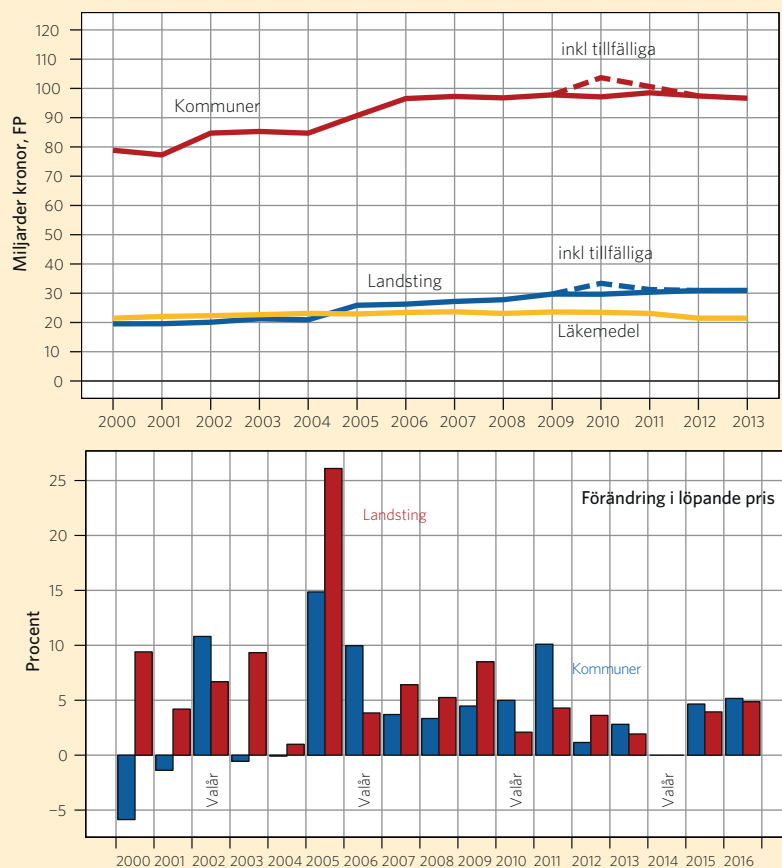 Miljarder kronor, FP
120
110
100
90
80
70
60
50
40
30
20
10
0
inkl tillfälliga
Kommuner
inkl tillfälliga
Landsting
Läkemedel
2000 2001 2002 2003 2004 2005 2006 2007 2008 2009 2010 2011 2012 2013
Procent
25
20
15
10
5
0
−5
Förändring i löpande pris
Landsting
Kommuner
Valår
Valår
Valår
Valår
2000 2001 2002 2003 2004 2005 2006 2007 2008 2009 2010 2011 2012 2013 2014 2015 2016